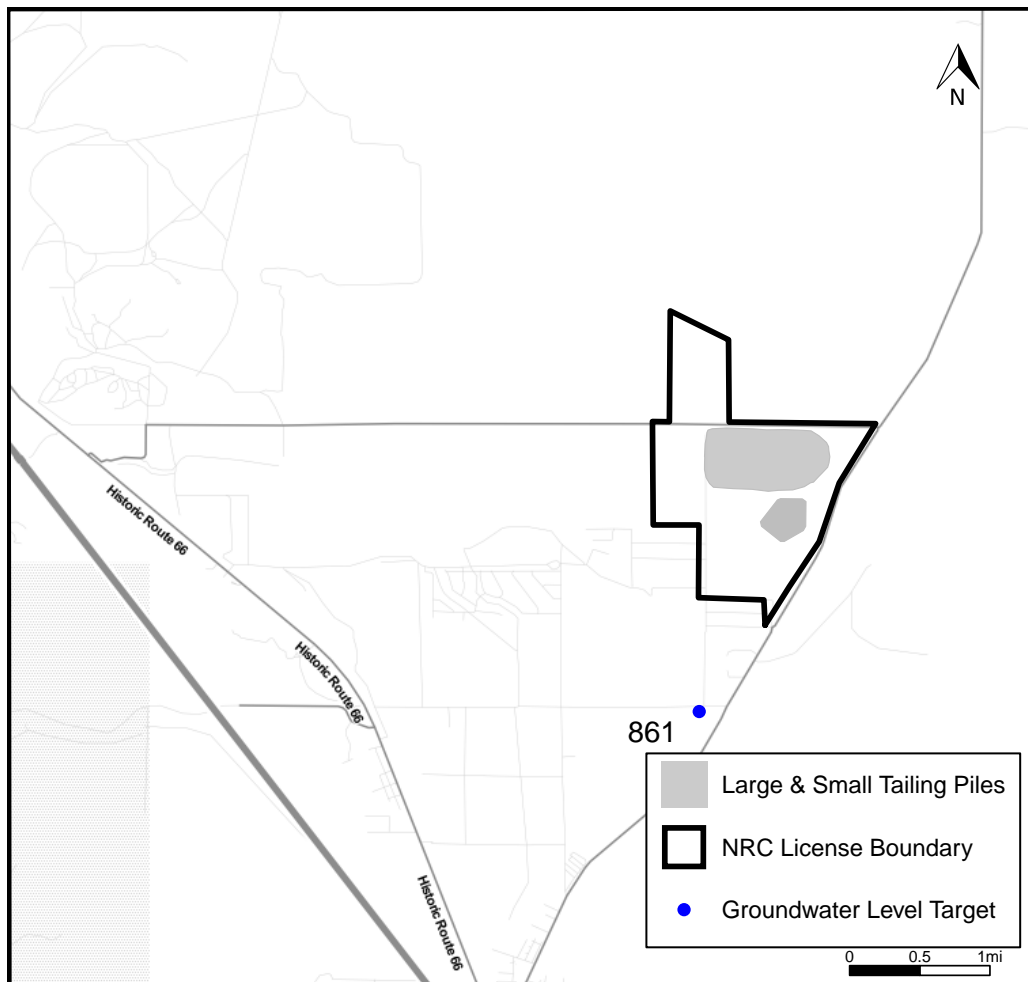 N
Historic Route 66
Historic Route 66
861
Large & Small Tailing Piles
NRC License Boundary
Historic Route 66
Groundwater Level Target
0 0.5 1mi